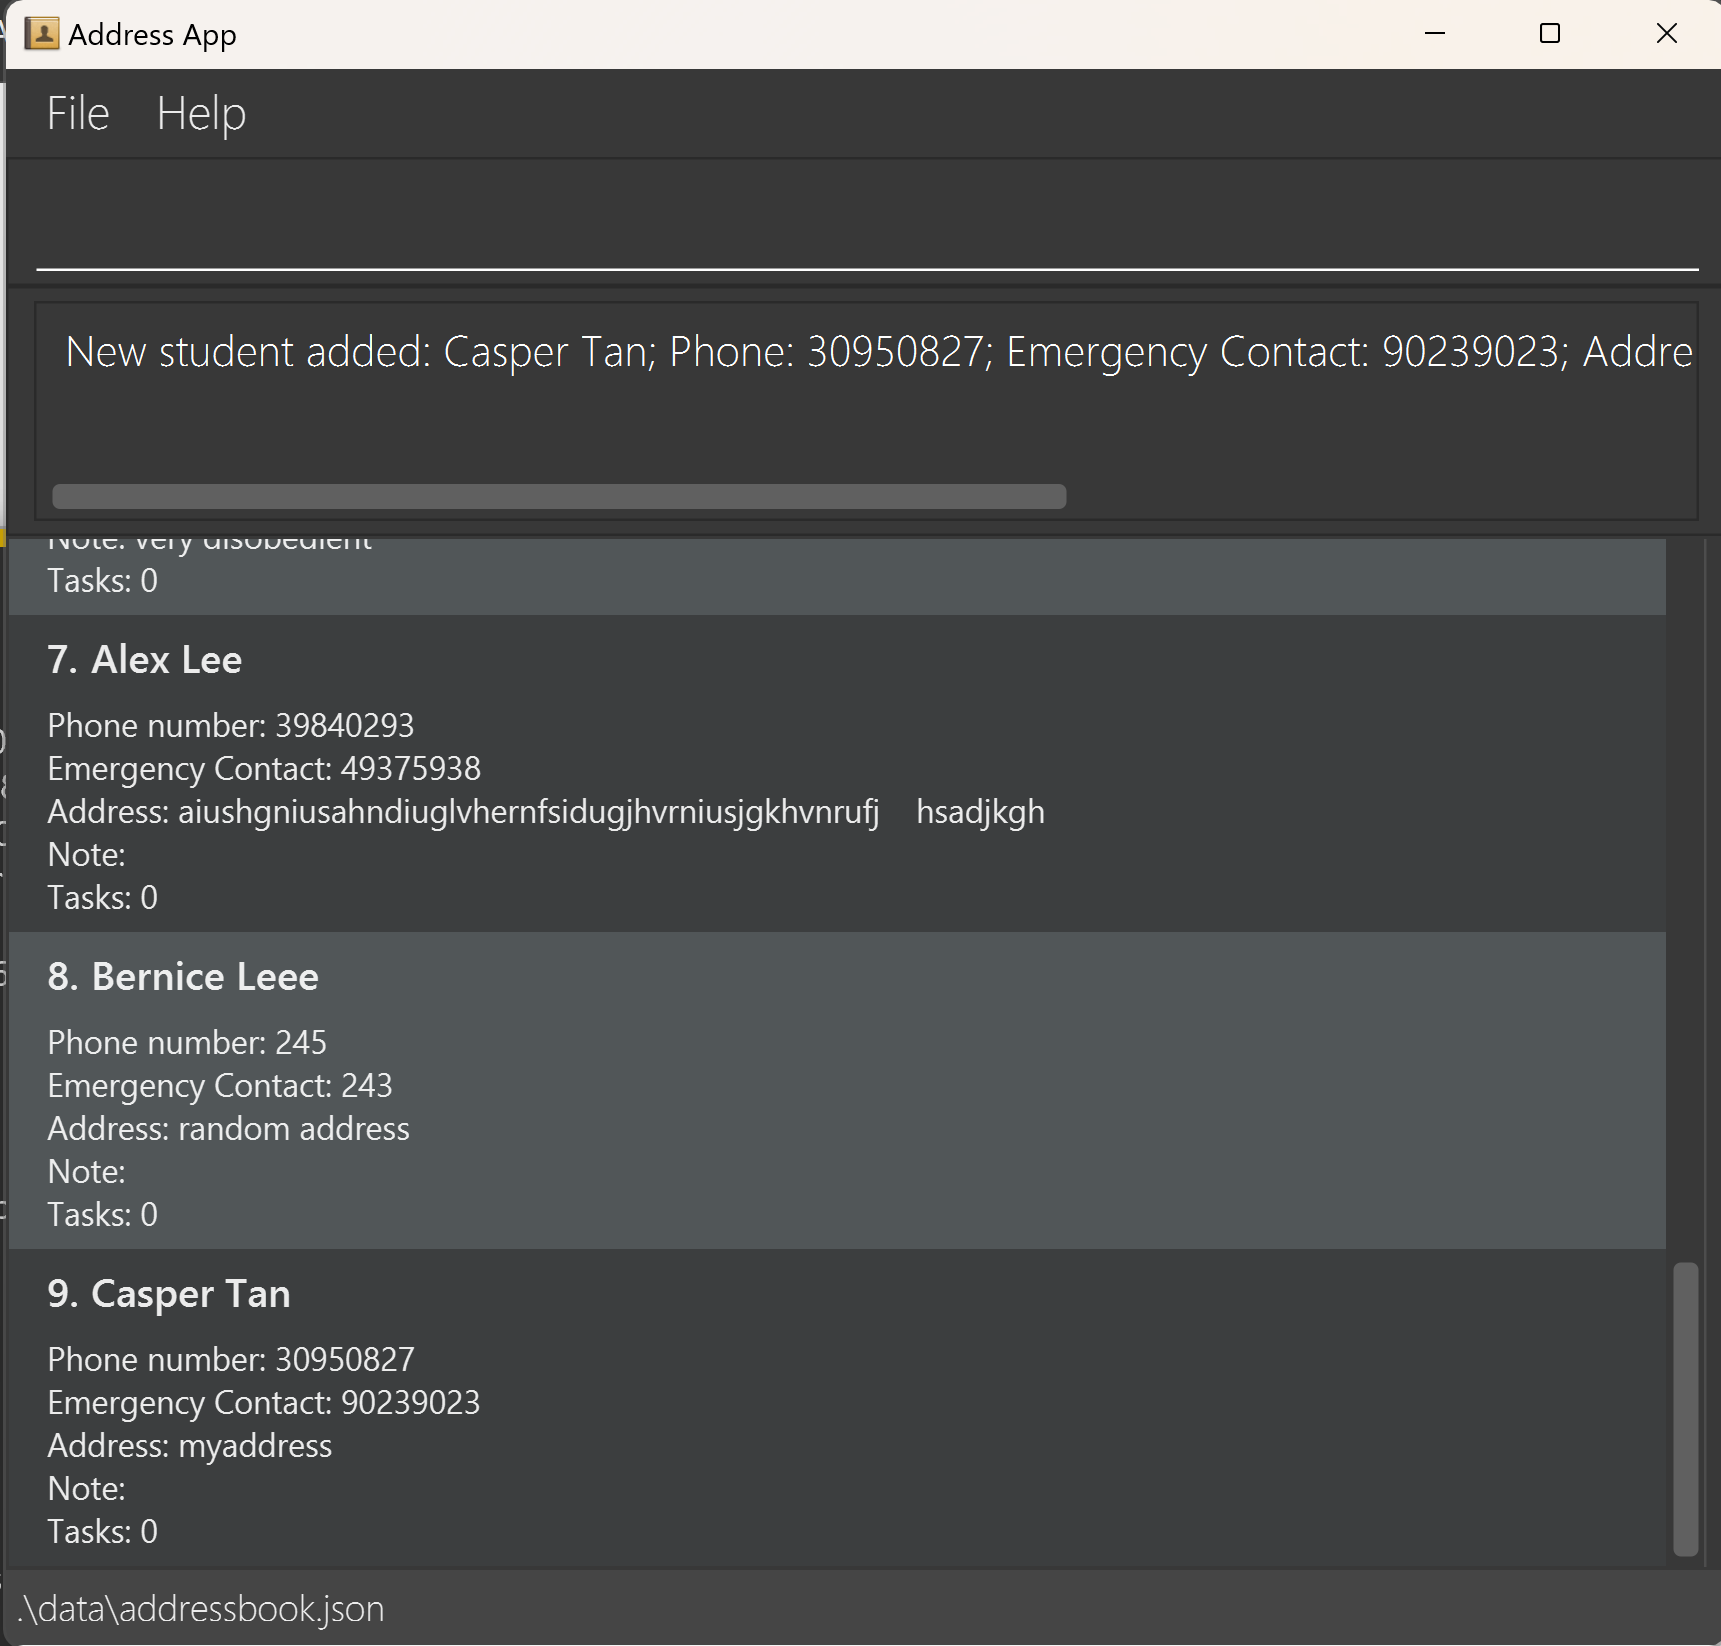 Address App
File Help
New student added: Casper Tan; Phone: 30950827; Emergency Contact: 90239023; Addre
Note: very disobedient
Tasks: 0
7. Alex Lee
Phone number: 39840293
Emergency Contact: 49375938
Address: aiushgniusahndiuglvhernfsidugjhvrniusjgkhvnrufj    hsadjkgh
Note:
Tasks: 0
8. Bernice Leee
Phone number: 245
Emergency Contact: 243
Address: random address
Note:
Tasks: 0
9. Casper Tan
Phone number: 30950827
Emergency Contact: 90239023
Address: myaddress
Note:
Tasks: 0
.\data\addressbook.json